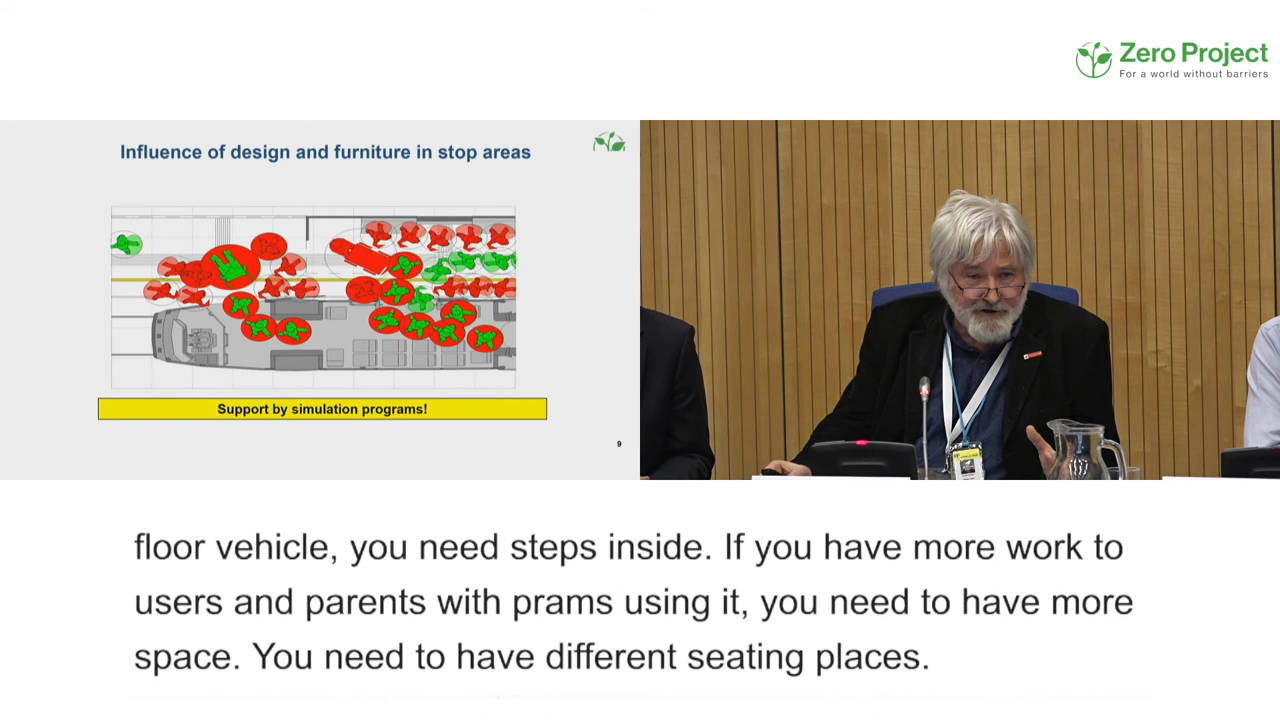 Zero Project
For a world without barriers
Influence of design and furniture in stop areas
Support by simulation programs!
9
floor vehicle, you need steps inside. If you have more work to
users and parents with prams using it, you need to have more
space. You need to have different seating places.